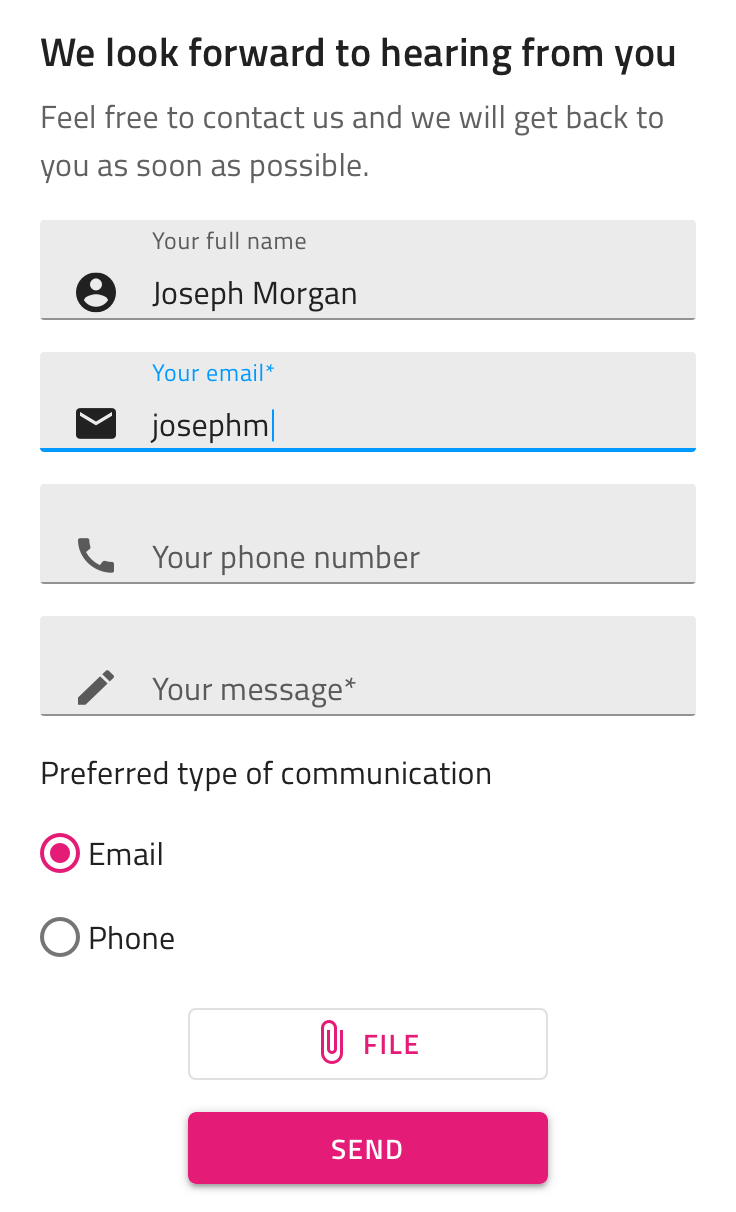 We look forward to hearing from you
Feel free to contact us and we will get back to
you as soon as possible.
Your full name
Joseph Morgan
Your email*
josephm
Your phone number
Your message*
Preferred type of communication
Email
Phone
FILE
SEND